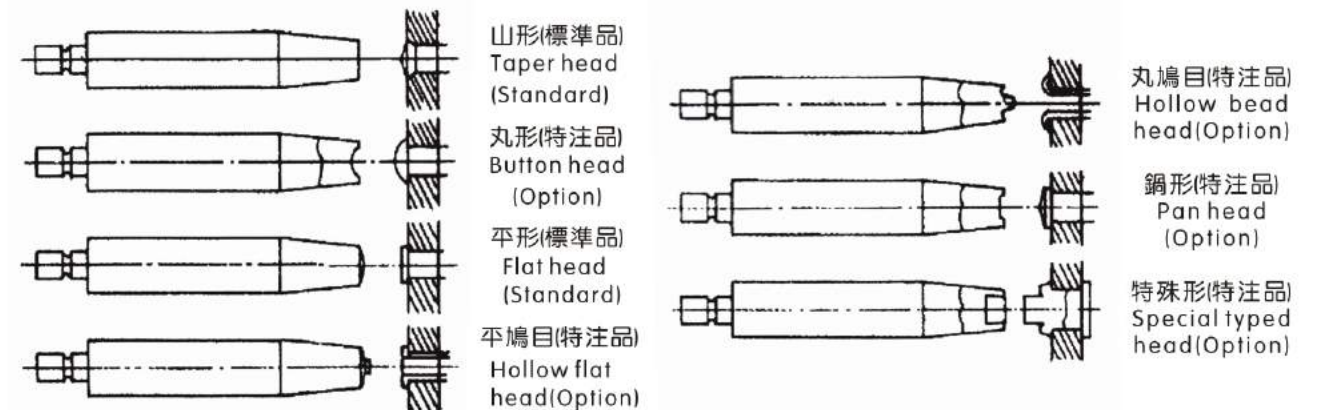 山形(標準品)
Taper head
(Standard)
丸形(特注品)
Button head
(Option)
平形(標準品)
Flat head
(Standard)
平鳩目(特注品)
Hollow flat
head(Option)
丸鳩目(特注品)
Hollow bead
head(Option)
鍋形(特注品)
Pan head
(Option)
特殊形(特注品)
Special typed
head(Option)